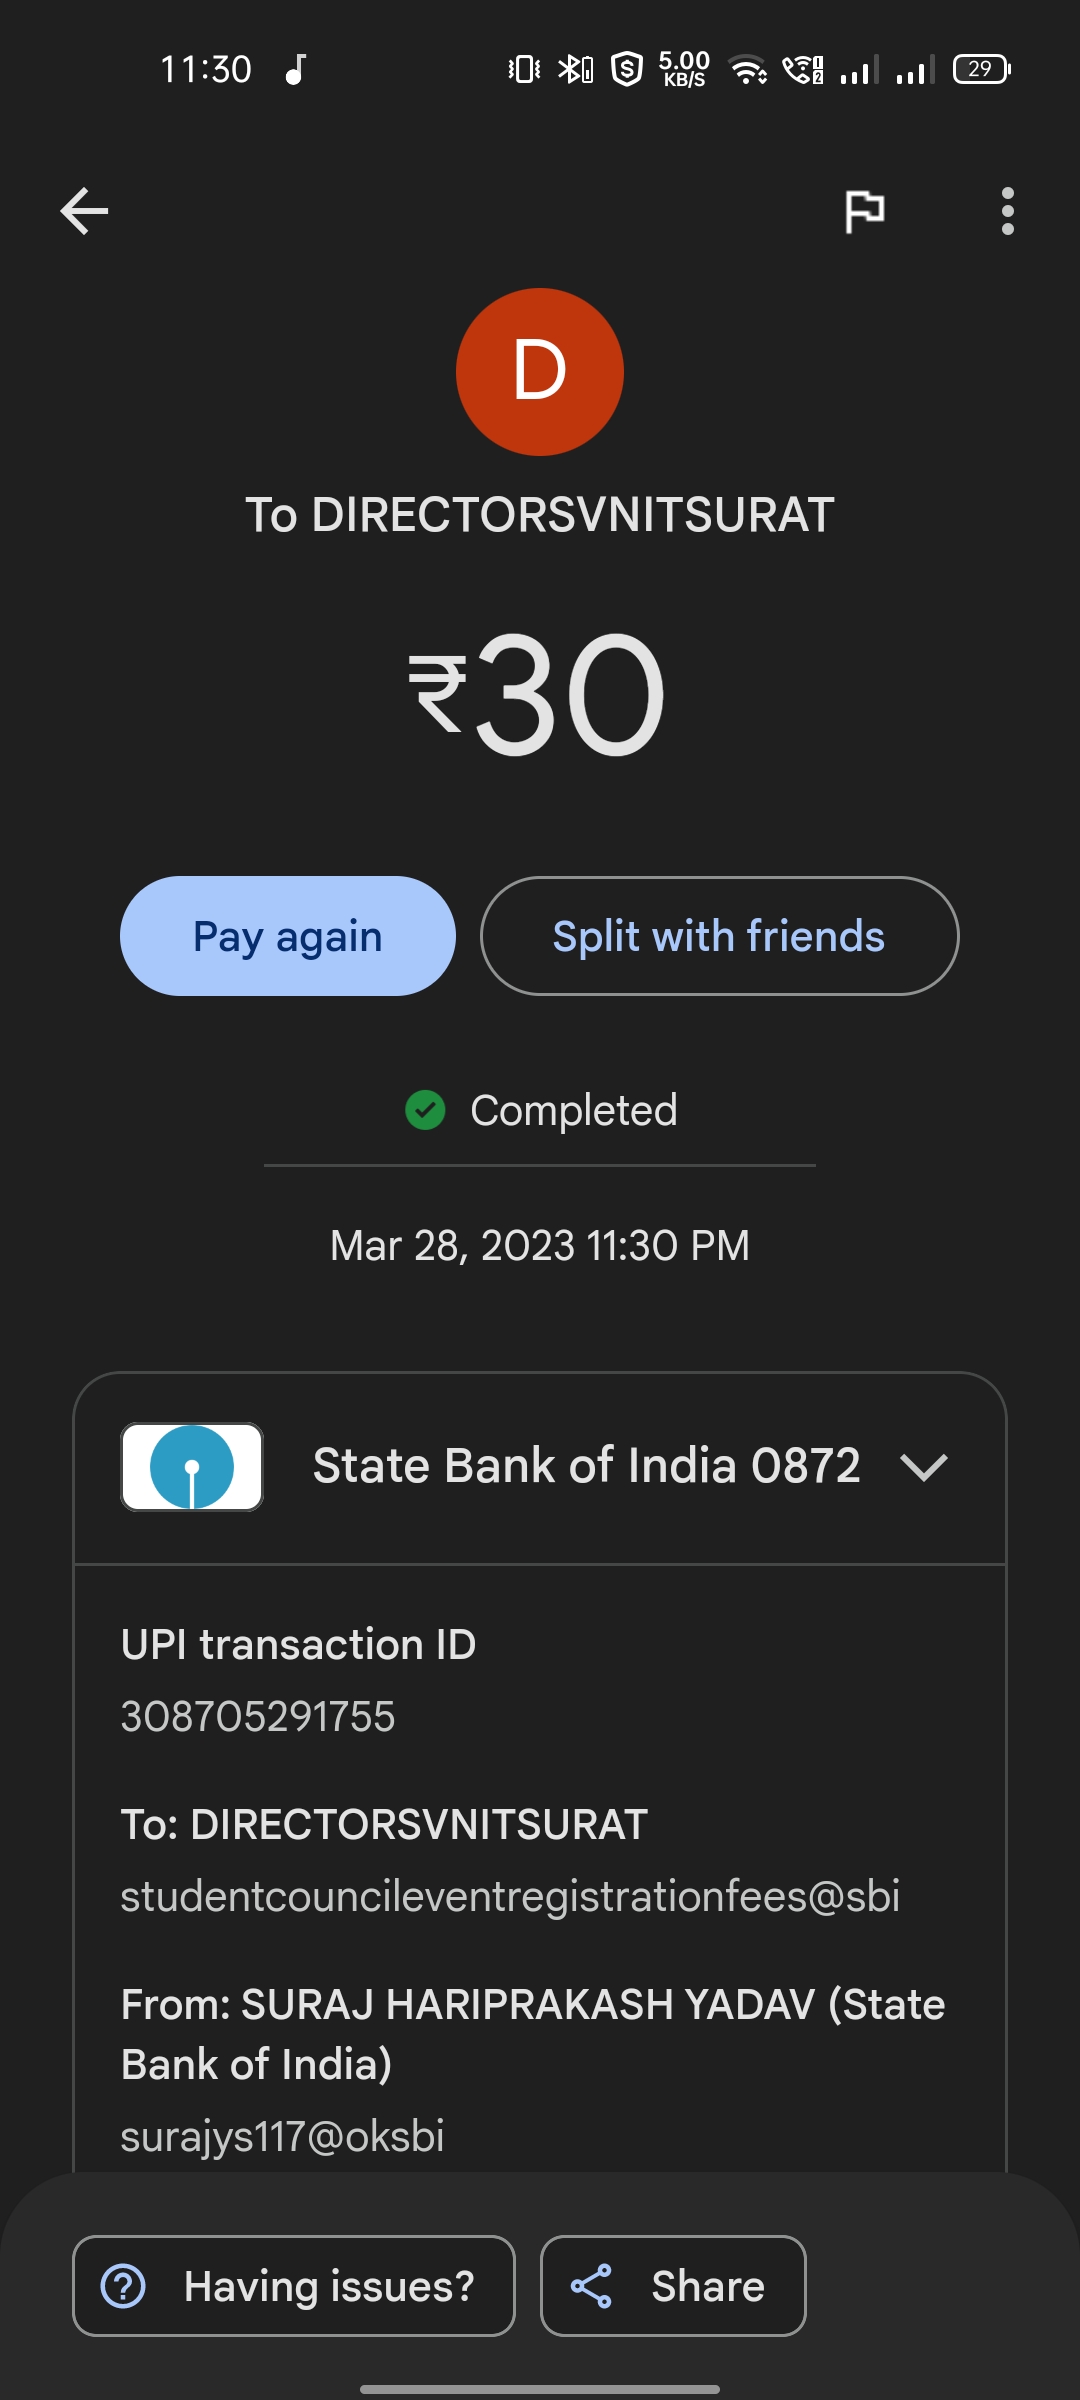 11:30
5.00
KB/S
29
D
To DIRECTORSVNITSURAT
₹30
Pay again
Split with friends
Completed
Mar 28, 2023 11:30 PM
State Bank of India 0872
UPI transaction ID
308705291755
To: DIRECTORSVNITSURAT
studentcouncileventregistrationfees@sbi
From: SURAJ HARIPRAKASH YADAV (State
Bank of India)
surajys117@oksbi
Having issues?
Share